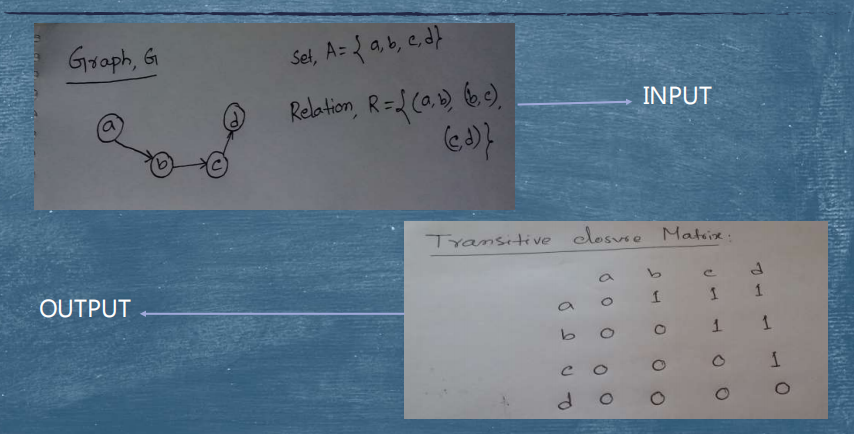 Graph, G
Set, A = { a, b, c, d}
Relation, R = { (a, b), (b, c),
(c, d)}
a
b
c
d
INPUT
Transitive closure Matrix:
a b c d
a 0 1 1 1
b 0 0 1 1
c 0 0 0 1
d 0 0 0 0
OUTPUT